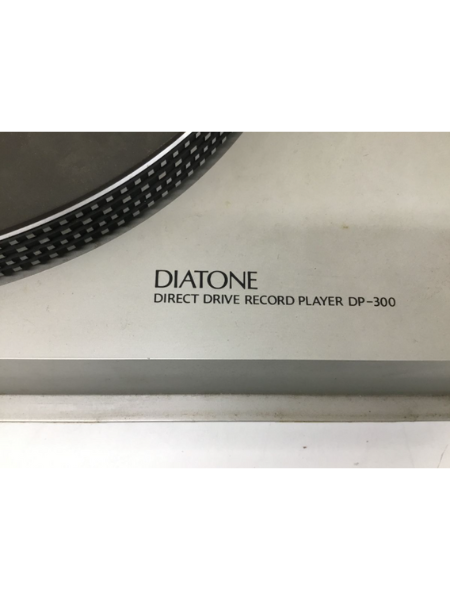 DIATONE
DIRECT DRIVE RECORD PLAYER DP-300